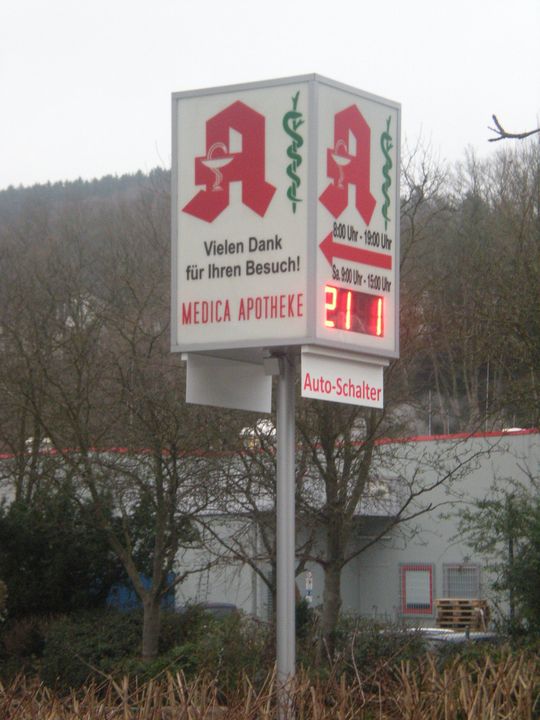 Vielen Dank
für Ihren Besuch!
MEDICA APOTHEKE
8:00 Uhr - 19:00 Uhr
Sa. 9:00 Uhr - 15:00 Uhr
Auto-Schalter